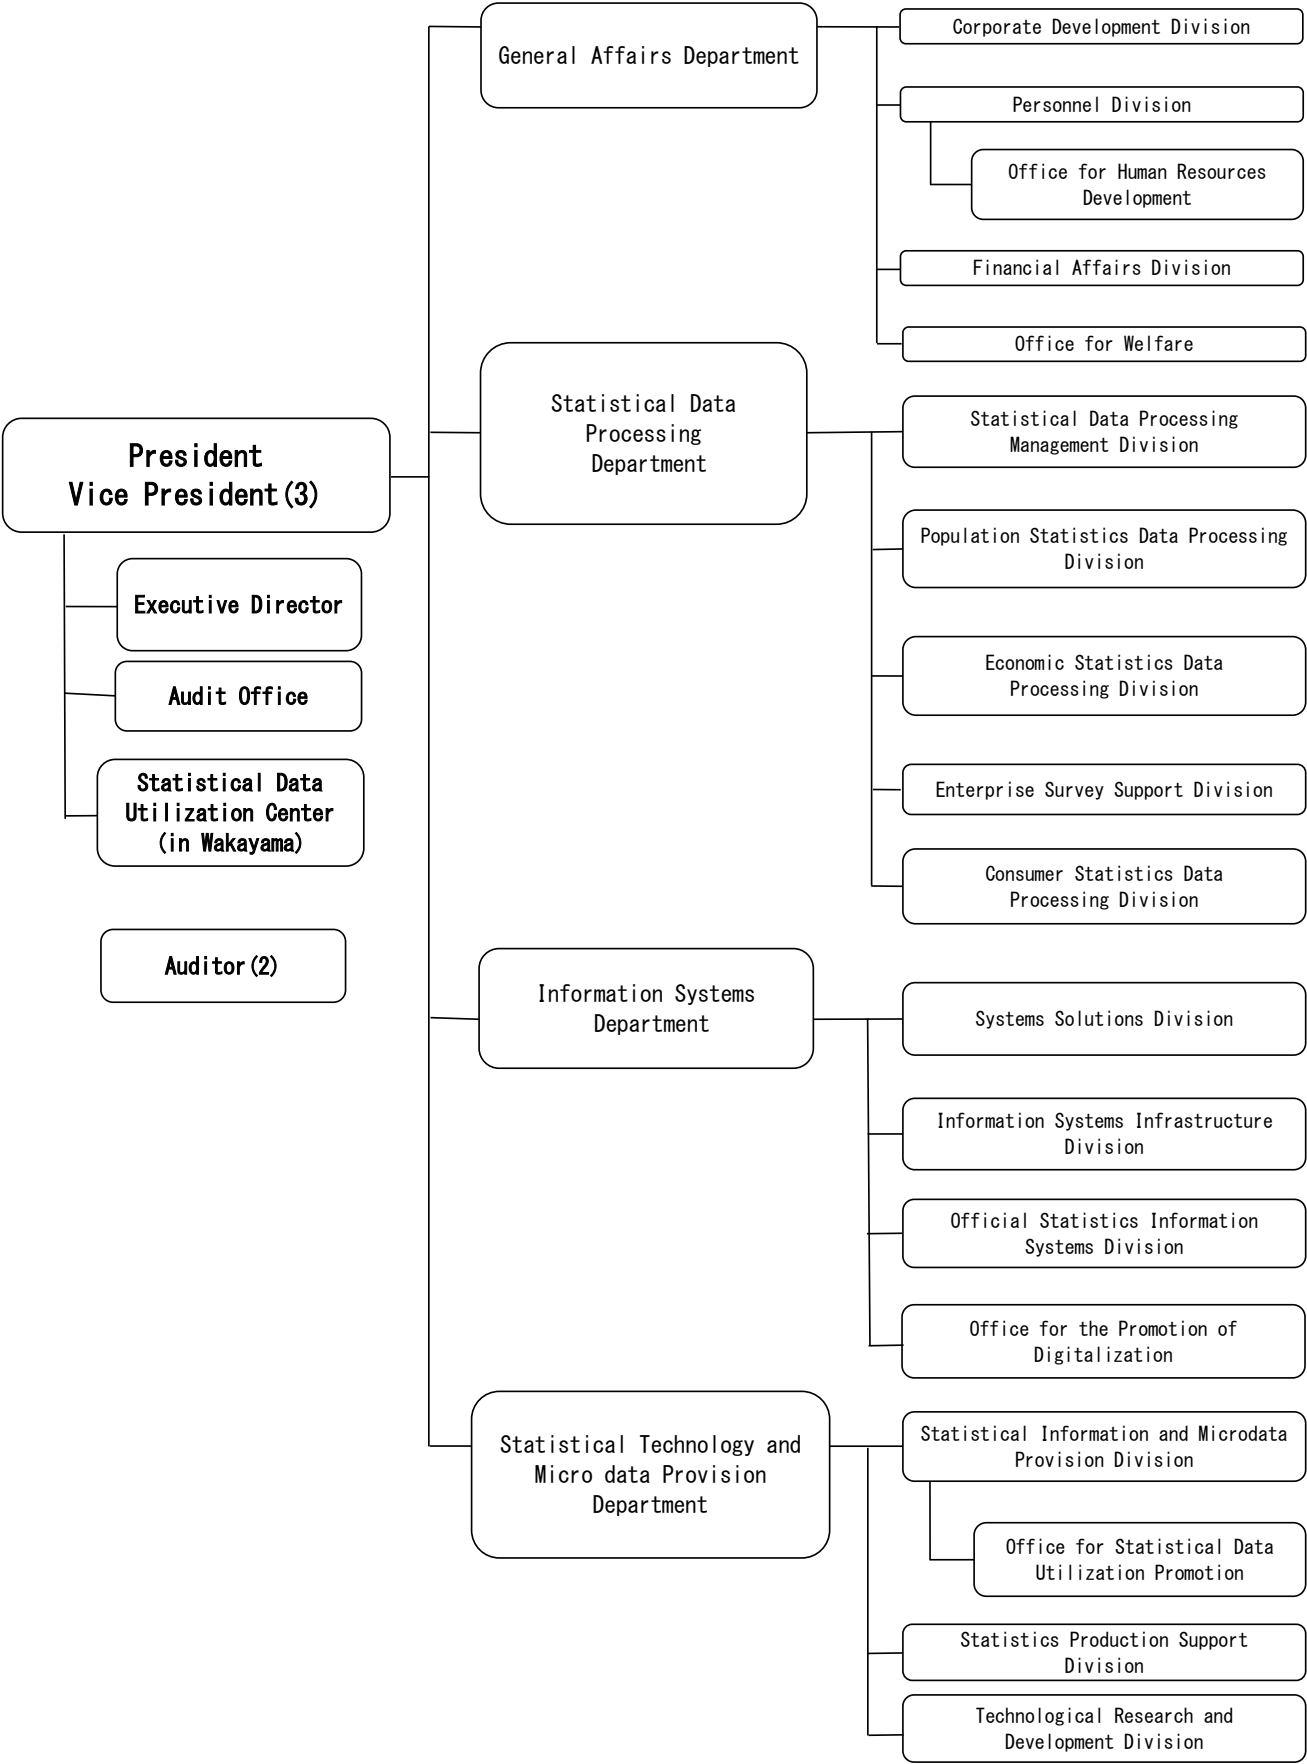 President
Vice President(3)
Executive Director
Audit Office
Statistical Data
Utilization Center
(in Wakayama)
Auditor(2)
General Affairs Department
Corporate Development Division
Personnel Division
Office for Human Resources
Development
Financial Affairs Division
Office for Welfare
Statistical Data
Processing
Department
Statistical Data Processing
Management Division
Population Statistics Data Processing
Division
Economic Statistics Data
Processing Division
Enterprise Survey Support Division
Consumer Statistics Data
Processing Division
Information Systems
Department
Systems Solutions Division
Information Systems Infrastructure
Division
Official Statistics Information
Systems Division
Office for the Promotion of
Digitalization
Statistical Technology and
Micro data Provision
Department
Statistical Information and Microdata
Provision Division
Office for Statistical Data
Utilization Promotion
Statistics Production Support
Division
Technological Research and
Development Division